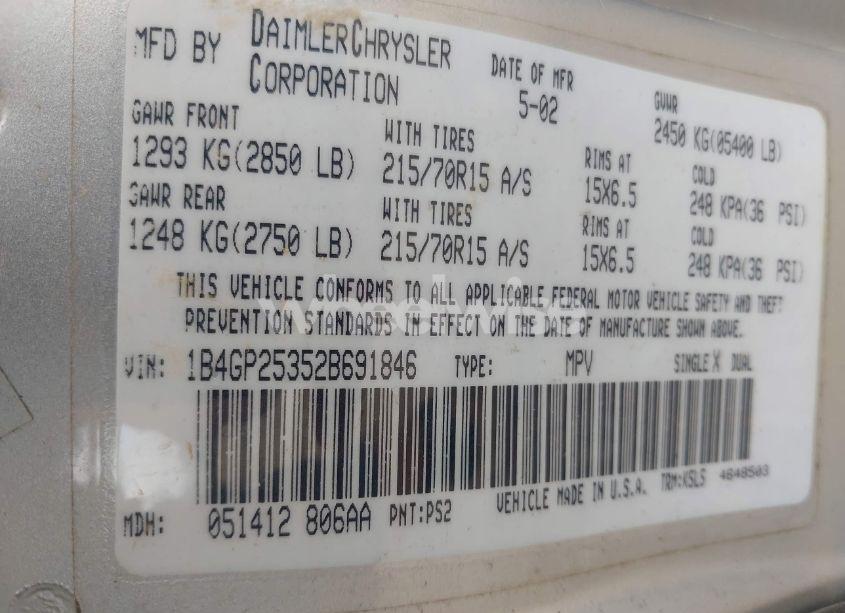 MFD BY DAIMLERCHRYSLER CORPORATION
DATE OF MFR 5-02
GVWR 2450 KG(05400 LB)
GAWR FRONT WITH TIRES RIMS AT COLD
1293 KG(2850 LB) 215/70R15 A/S 15X6.5 248 KPA(36 PSI)
GAWR REAR WITH TIRES RIMS AT COLD
1248 KG(2750 LB) 215/70R15 A/S 15X6.5 248 KPA(36 PSI)
THIS VEHICLE CONFORMS TO ALL APPLICABLE FEDERAL MOTOR VEHICLE SAFETY AND THEFT
PREVENTION STANDARDS IN EFFECT ON THE DATE OF MANUFACTURE SHOWN ABOVE.
VIN: 1B4GP25352B691846 TYPE: MPV SINGLE X DUAL
MDH: 051412 806AA PNT:PS2 VEHICLE MADE IN U.S.A. TRM:XSLS 4648503